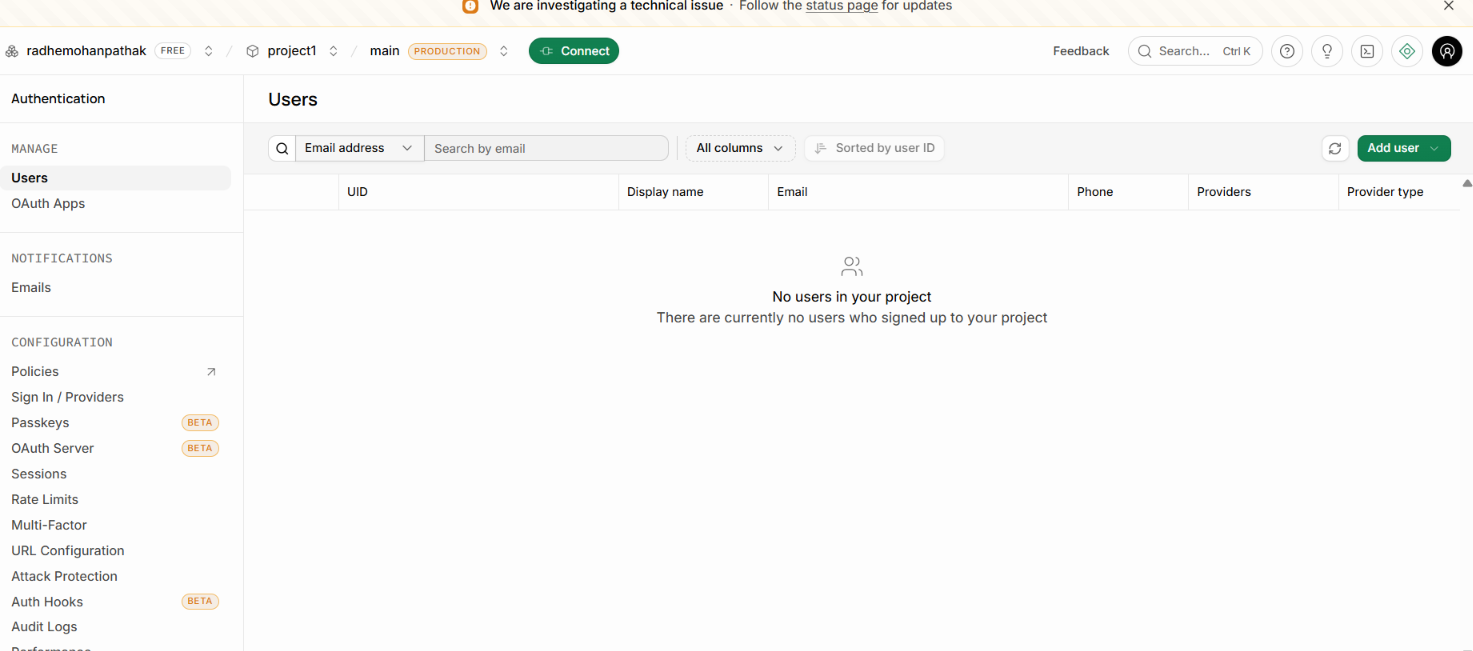 We are investigating a technical issue · Follow the status page for updates
radhemohanpathak FREE / project1 / main PRODUCTION Connect Feedback Search... Ctrl K
Authentication
Users
MANAGE
Users
OAuth Apps
NOTIFICATIONS
Emails
CONFIGURATION
Policies
Sign In / Providers
Passkeys BETA
OAuth Server BETA
Sessions
Rate Limits
Multi-Factor
URL Configuration
Attack Protection
Auth Hooks BETA
Audit Logs
Performance
Email address Search by email All columns Sorted by user ID Add user
UID Display name Email Phone Providers Provider type
No users in your project
There are currently no users who signed up to your project